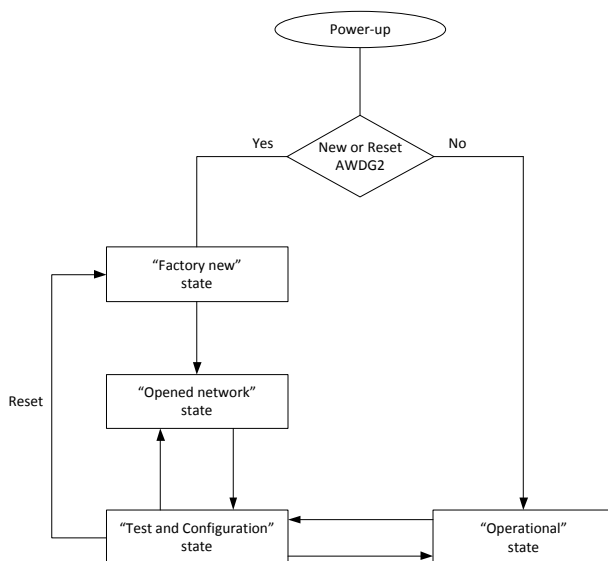 Power-up
Yes
New or Reset
AWDG2
No
“Factory new”
state
Reset
“Opened network”
state
“Test and Configuration”
state
“Operational”
state